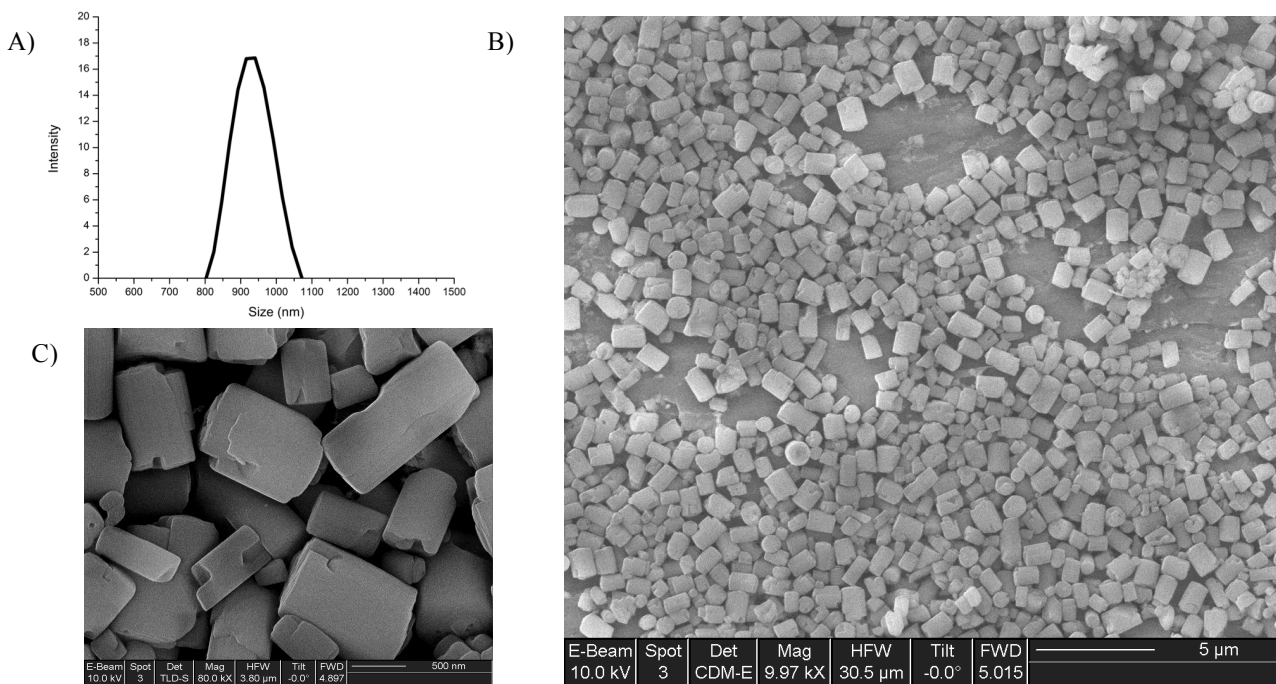 A)
20
18
16
14
12
10
8
6
4
2
0
Intensity
500 600 700 800 900 1000 1100 1200 1300 1400 1500
Size (nm)
B)
E-Beam Spot Det Mag HFW Tilt FWD 5 µm
10.0 kV 3 CDM-E 9.97 kX 30.5 µm -0.0° 5.015
C)
E-Beam Spot Det Mag HFW Tilt FWD 500 nm
10.0 kV 3 TLD-S 80.0 kX 3.80 µm -0.0° 4.897